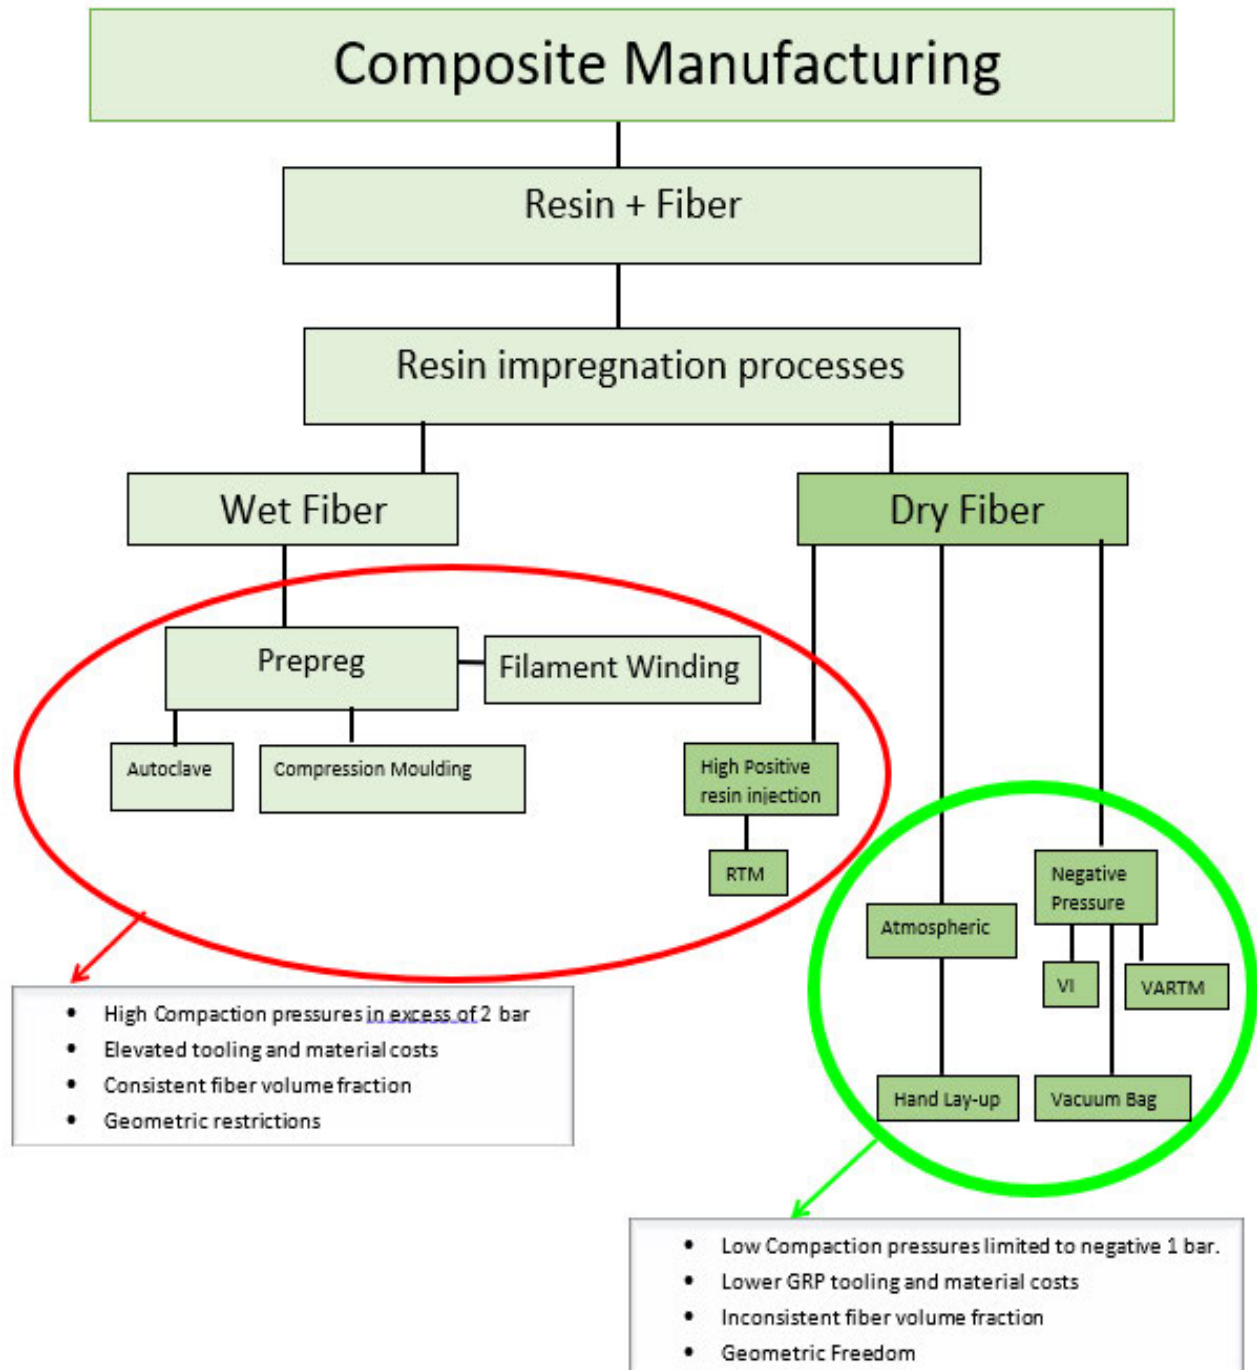 Composite Manufacturing
Resin + Fiber
Resin impregnation processes
Wet Fiber
Dry Fiber
Prepreg
Filament Winding
Autoclave
Compression Moulding
High Positive
resin injection
RTM
Negative
Pressure
Atmospheric
VI
VARTM
Hand Lay-up
Vacuum Bag
• High Compaction pressures in excess of 2 bar
• Elevated tooling and material costs
• Consistent fiber volume fraction
• Geometric restrictions
• Low Compaction pressures limited to negative 1 bar.
• Lower GRP tooling and material costs
• Inconsistent fiber volume fraction
• Geometric Freedom